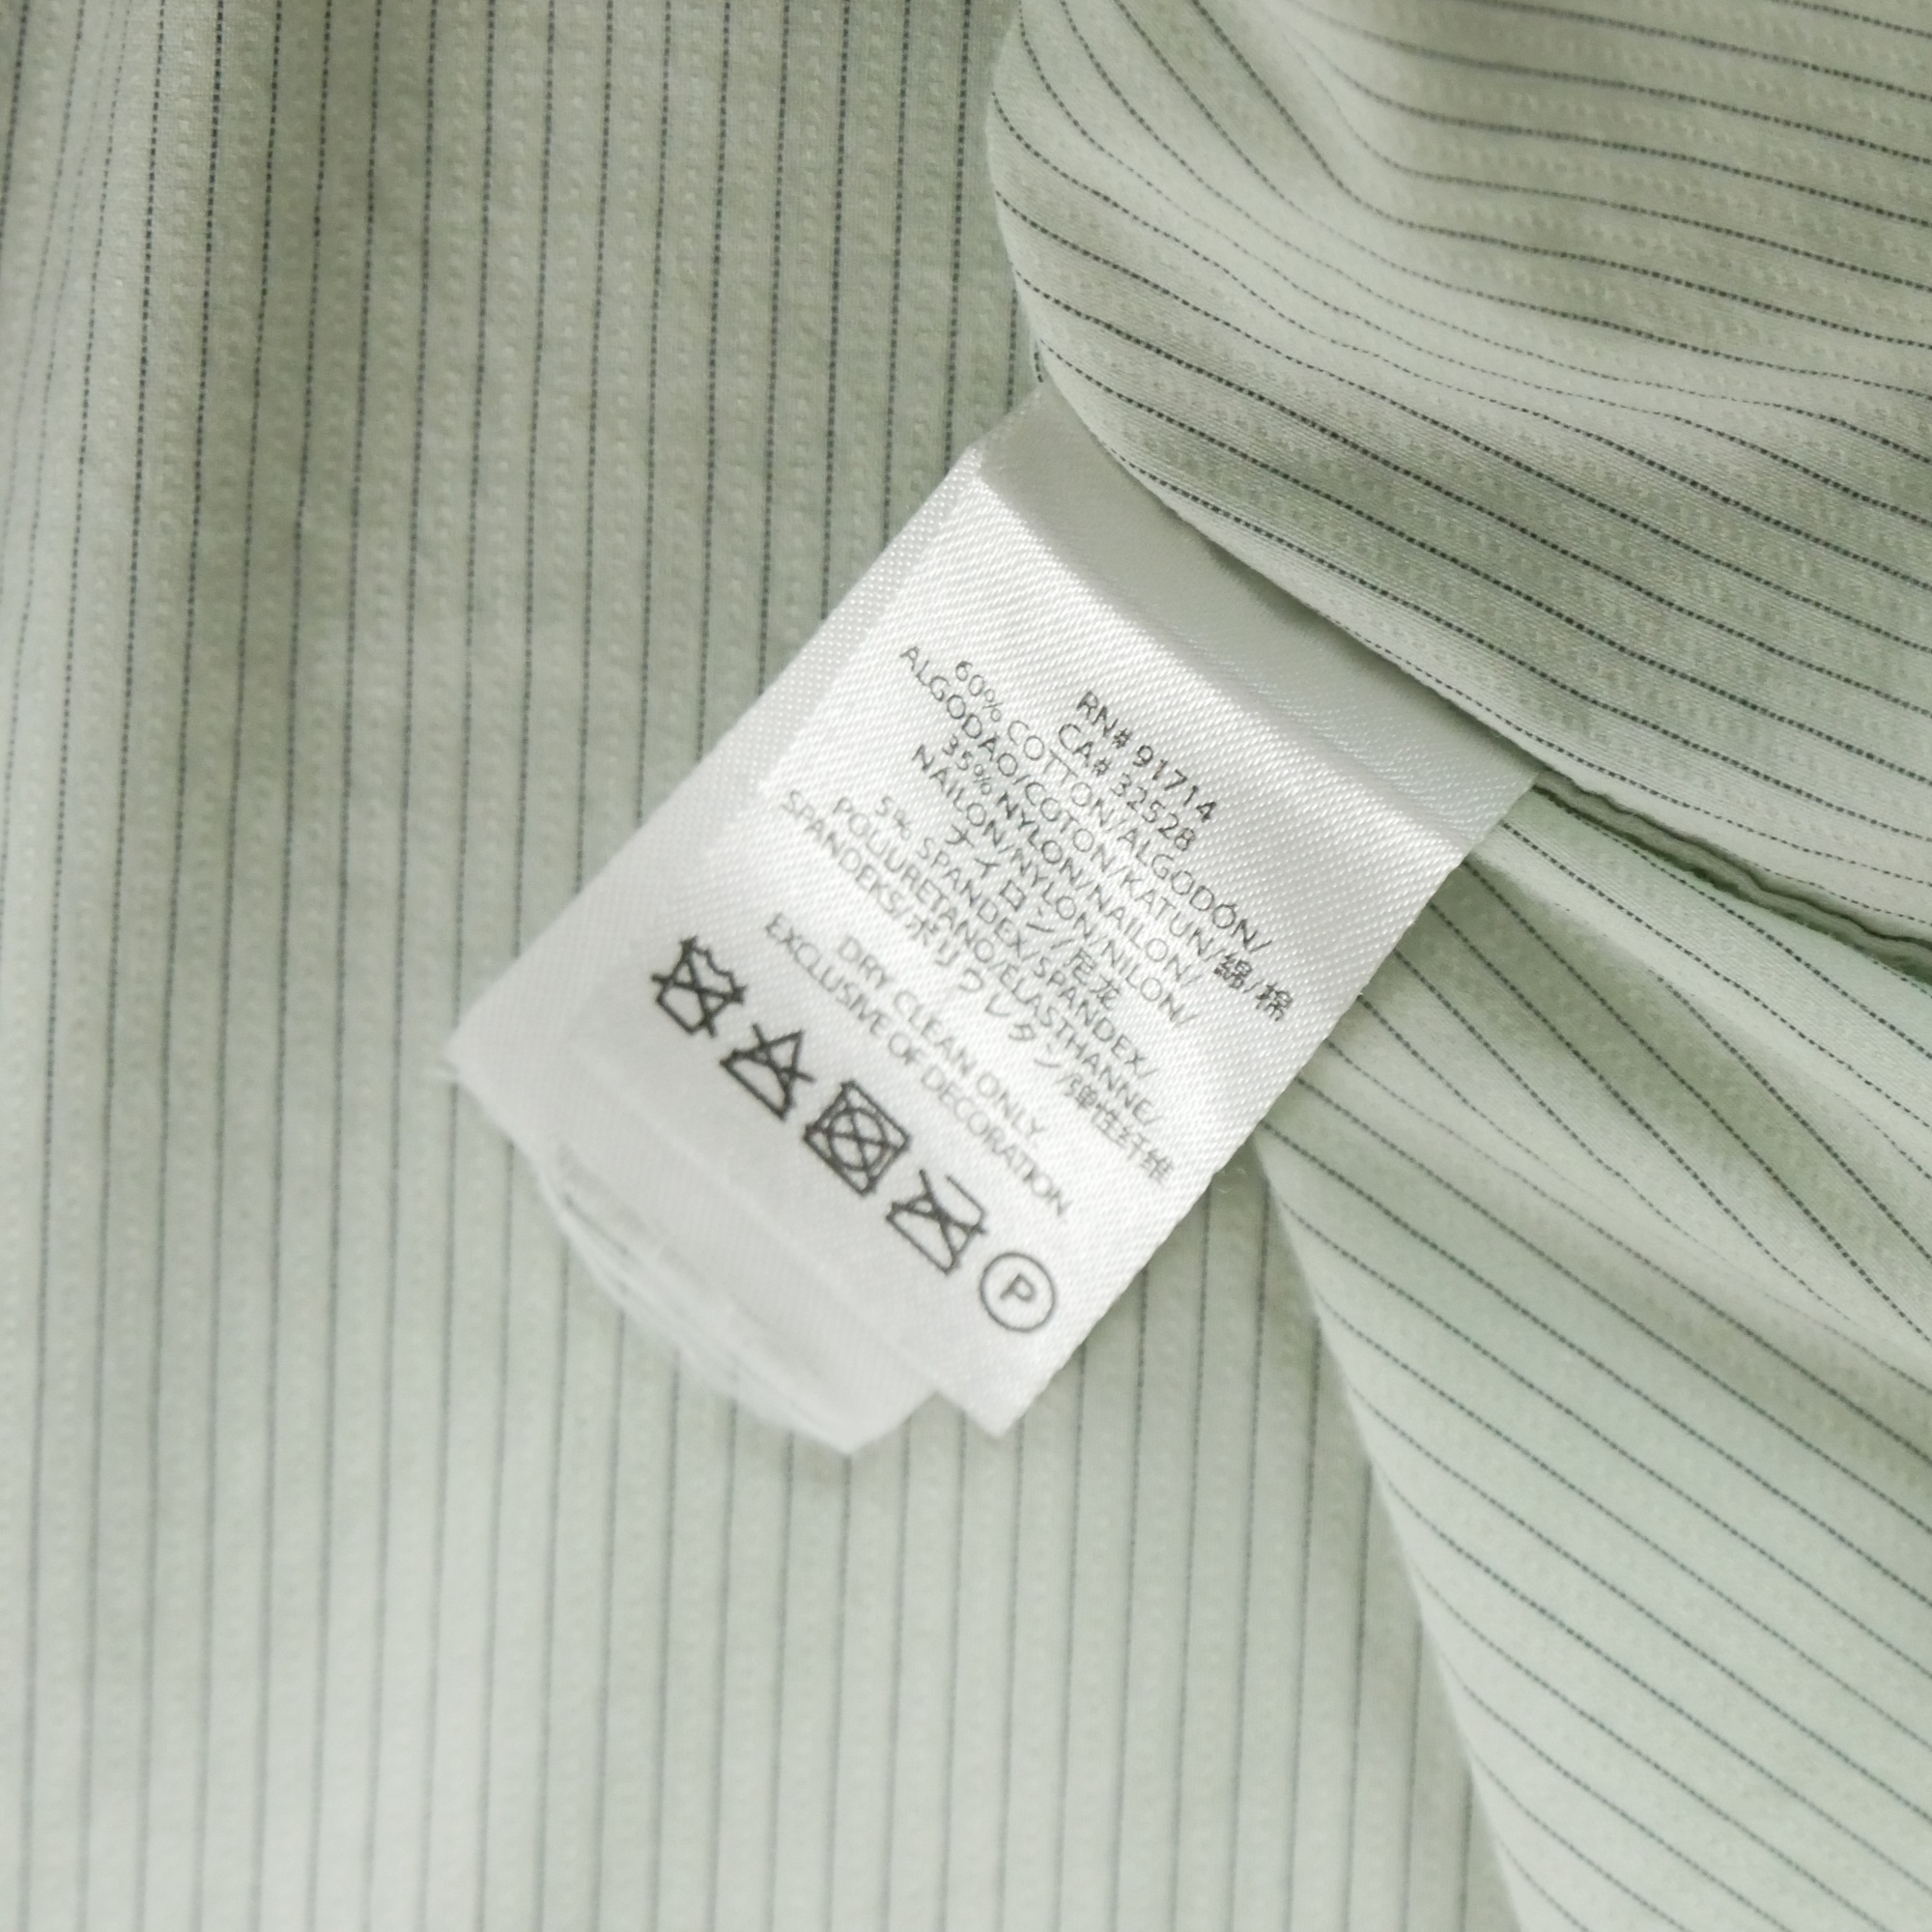 RN# 91714
CA# 32528
60% COTTON/ALGODÓN/
ALGODAO/COTON/KATUN/綿/棉
35% NYLON/NAILON/
NAILON/NYLON/NILON/
ナイロン/尼龙
5% SPANDEX/SPANDEX/
POLIURETANO/ELASTHANNE/
SPANDEKS/ポリウレタン/弹性纤维
DRY CLEAN ONLY
EXCLUSIVE OF DECORATION
P